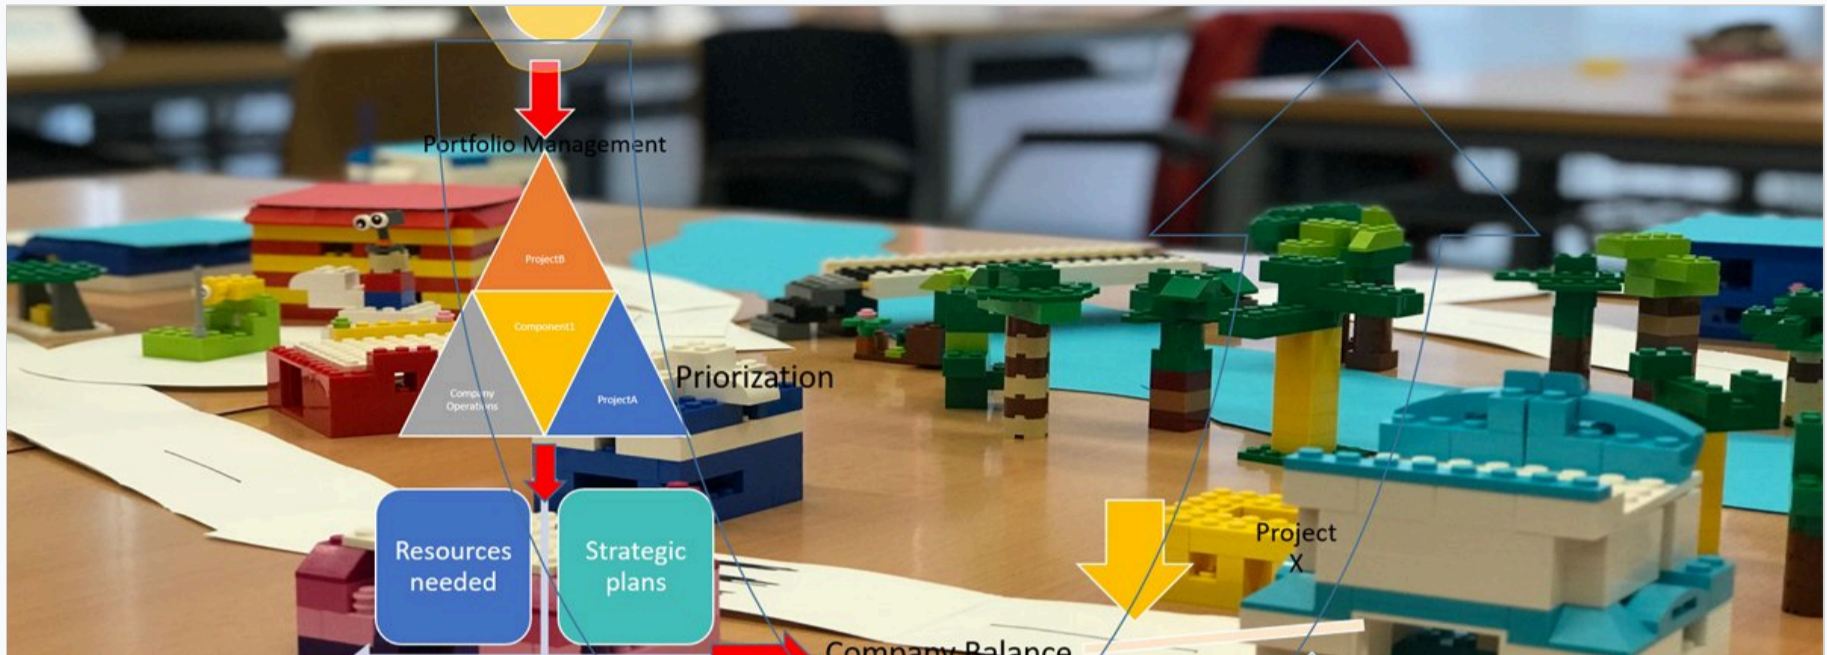 Portfolio Management
ProjectB
Component1
Company
Operations
ProjectA
Priorization
Resources
needed
Strategic
plans
Project
X
Company Balance